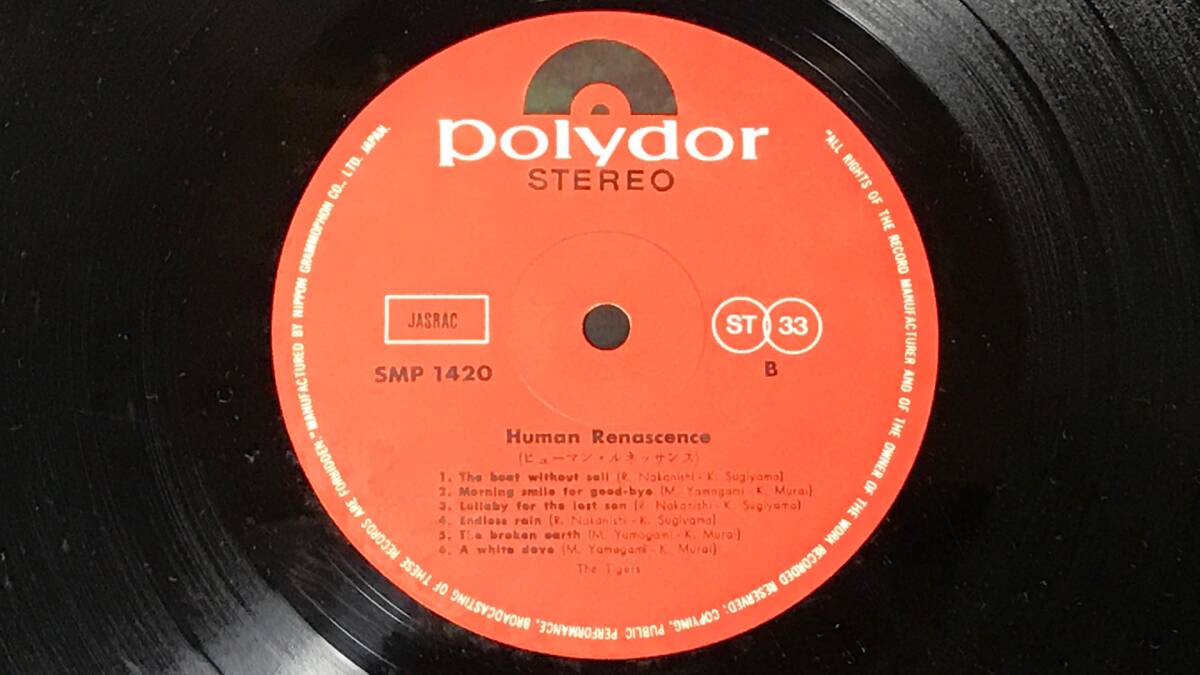 polydor
STEREO
JASRAC
SMP 1420
ST 33
B
Human Renascence
(ヒューマン・ルネッサンス)
1. The boat without sail (R. Nakanishi - K. Sugiyama)
2. Morning smile for good-bye (M. Yamagami - K. Murai)
3. Lullaby for the lost son (R. Nakanishi - K. Sugiyama)
4. Endless rain (R. Nakanishi - K. Sugiyama)
5. The broken earth (M. Yamagami - K. Murai)
6. A white dove (M. Yamagami - K. Murai)
The Tigers
"ALL RIGHTS OF THE RECORD MANUFACTURER AND OF THE OWNER OF THE WORK RECORDED RESERVED: COPYING, PUBLIC PERFORMANCE, BROADCASTING OF THESE RECORDS ARE FORBIDDEN" MANUFACTURED BY NIPPON GRAMMOPHON CO., LTD. JAPAN.